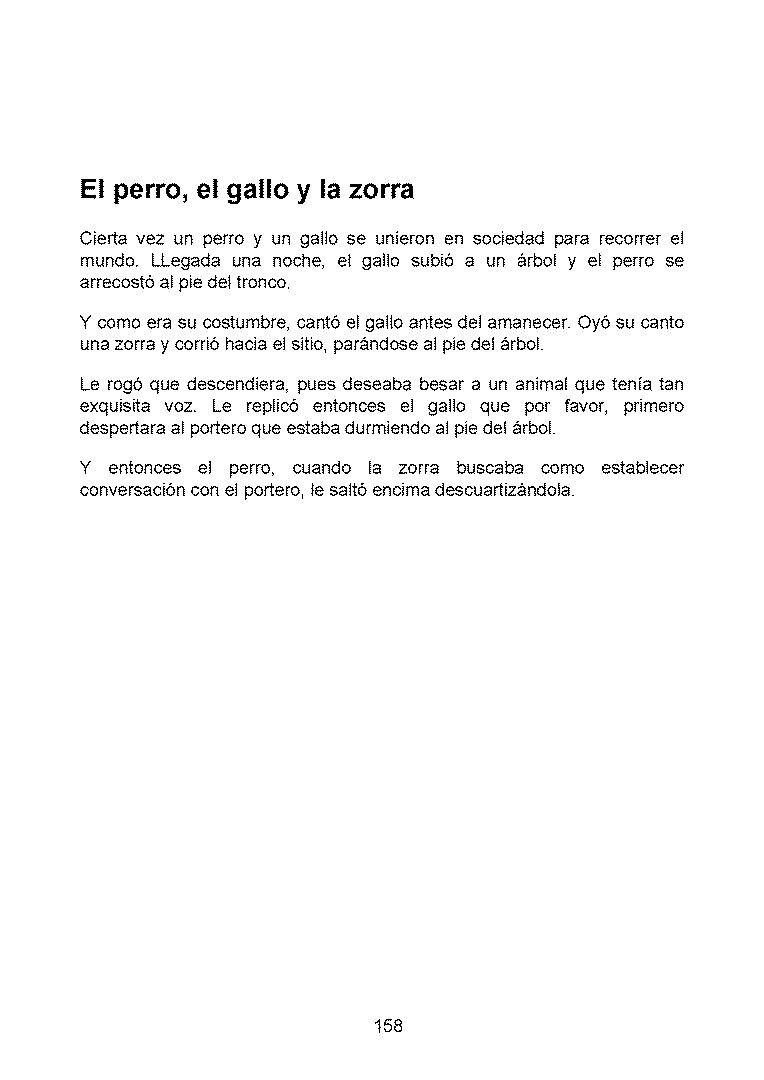 El perro, el gallo y la zorra
Cierta vez un perro y un gallo se unieron en sociedad para recorrer el
mundo. LLegada una noche, el gallo subió a un árbol y el perro se
arrecostó al pie del tronco.
Y como era su costumbre, cantó el gallo antes del amanecer. Oyó su canto
una zorra y corrió hacia el sitio, parándose al pie del árbol.
Le rogó que descendiera, pues deseaba besar a un animal que tenía tan
exquisita voz. Le replicó entonces el gallo que por favor, primero
despertara al portero que estaba durmiendo al pie del árbol.
Y entonces el perro, cuando la zorra buscaba como establecer
conversación con el portero, le saltó encima descuartizándola.
158